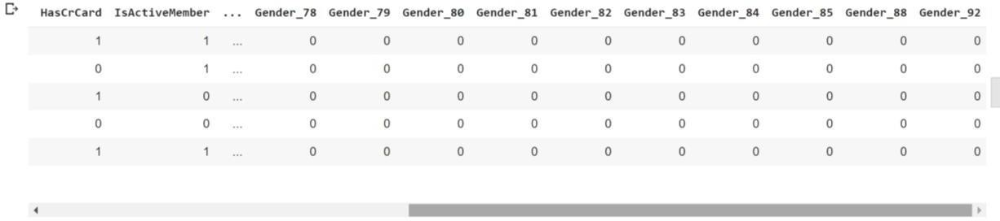 HasCrCard IsActiveMember ... Gender_78 Gender_79 Gender_80 Gender_81 Gender_82 Gender_83 Gender_84 Gender_85 Gender_88 Gender_92
1 1 ... 0 0 0 0 0 0 0 0 0 0
0 1 ... 0 0 0 0 0 0 0 0 0 0
1 0 ... 0 0 0 0 0 0 0 0 0 0
0 0 ... 0 0 0 0 0 0 0 0 0 0
1 1 ... 0 0 0 0 0 0 0 0 0 0